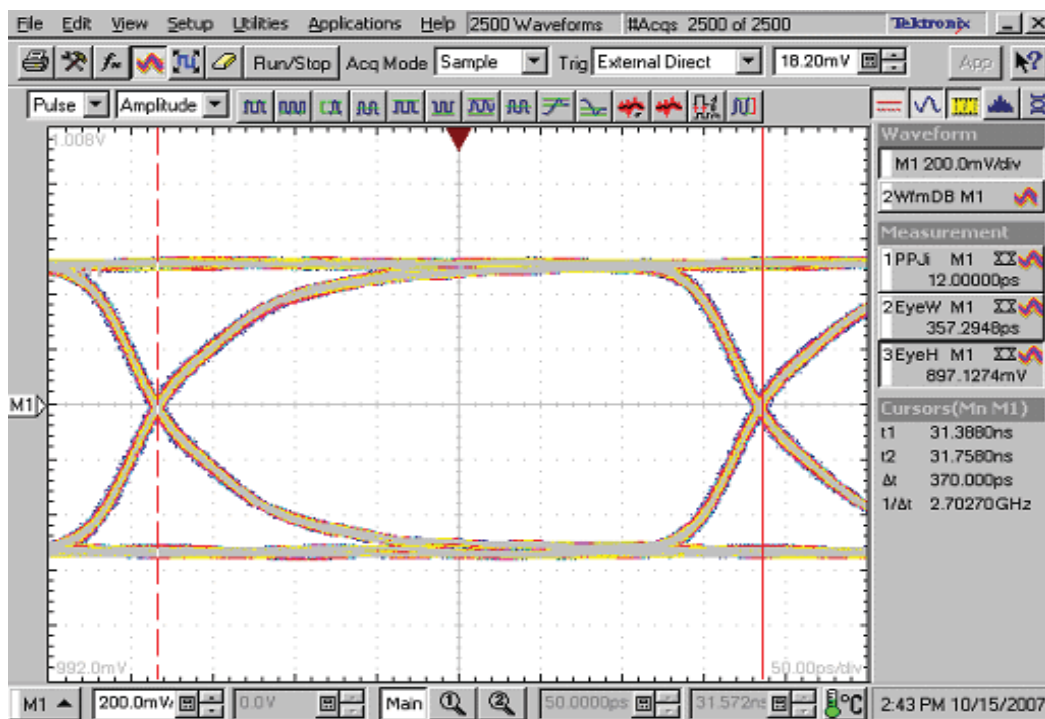 File Edit View Setup Utilities Applications Help 2500 Waveforms #Acqs 2500 of 2500 Tektronix
Run/Stop Acq Mode Sample Trig External Direct 18.20mV App
Pulse Amplitude
1.008V
Waveform
M1 200.0mV/div
2WfmDB M1
Measurement
1PPJi M1
12.00000ps
2EyeW M1
357.2948ps
3EyeH M1
897.1274mV
M1
Cursors(Mn M1)
t1 31.3880ns
t2 31.7580ns
Δt 370.000ps
1/Δt 2.70270GHz
-992.0mV
50.00ps/div
M1 200.0mV 0.0V Main 1 2 50.0000ps 31.572ns °C 2:43 PM 10/15/2007